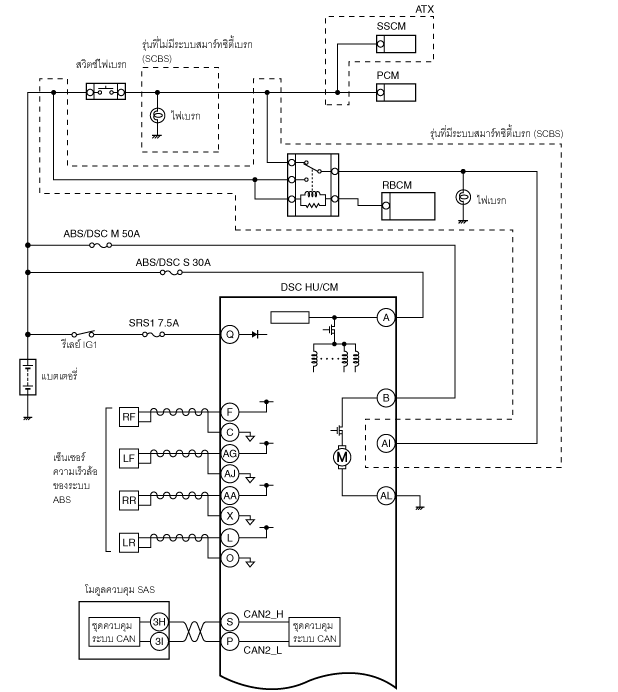 ATX
SSCM
PCM
รุ่นที่ไม่มีระบบสมาร์ทซิตี้เบรก
(SCBS)
สวิตช์ไฟเบรก
ไฟเบรก
รุ่นที่มีระบบสมาร์ทซิตี้เบรก (SCBS)
RBCM
ไฟเบรก
ABS/DSC M 50A
ABS/DSC S 30A
DSC HU/CM
A
SRS1 7.5A
Q
รีเลย์ IG1
แบตเตอรี่
B
RF
F
C
AI
LF
AG
AJ
M
เซ็นเซอร์
ความเร็วล้อ
ของระบบ
ABS
RR
AA
X
AL
LR
L
O
โมดูลควบคุม SAS
ชุดควบคุม
ระบบ CAN
3H
3I
S
P
CAN2_H
CAN2_L
ชุดควบคุม
ระบบ CAN